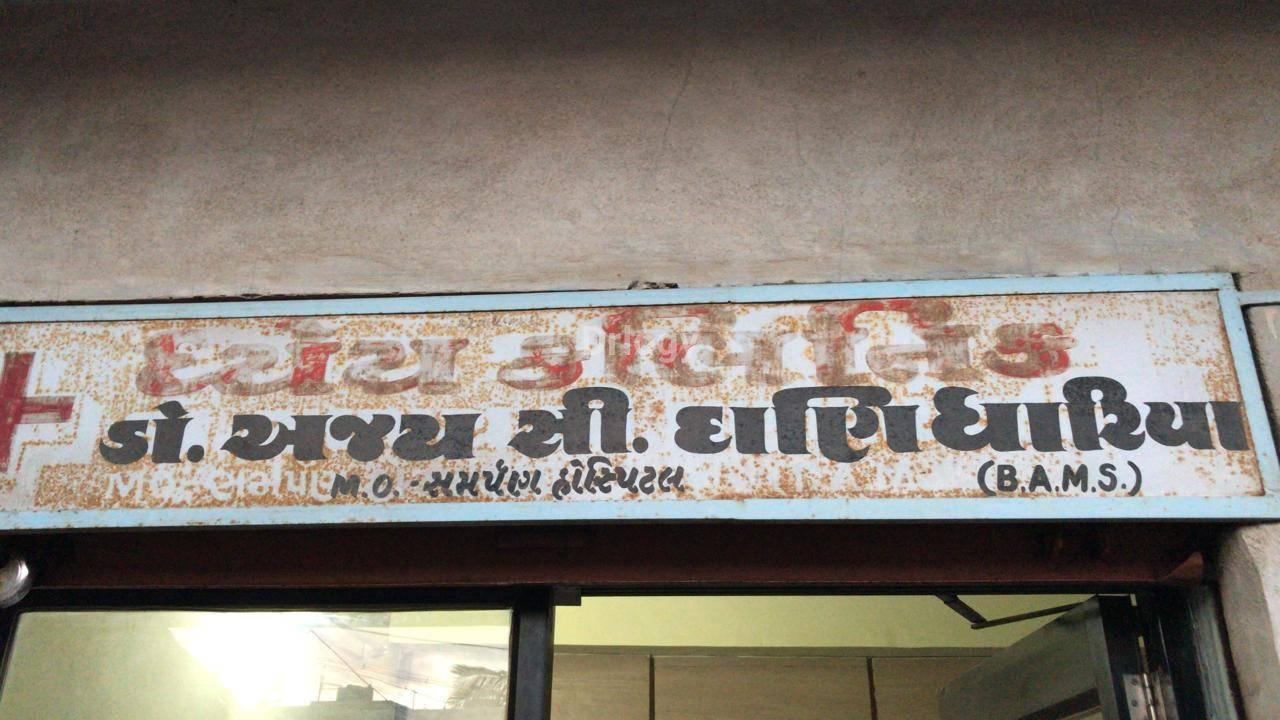 ધ્યેય ક્લિનિક
ડૉ. અજય સી. ઘાણિધારિયા
M.O. - સમર્પણ હોસ્પિટલ (B.A.M.S.)